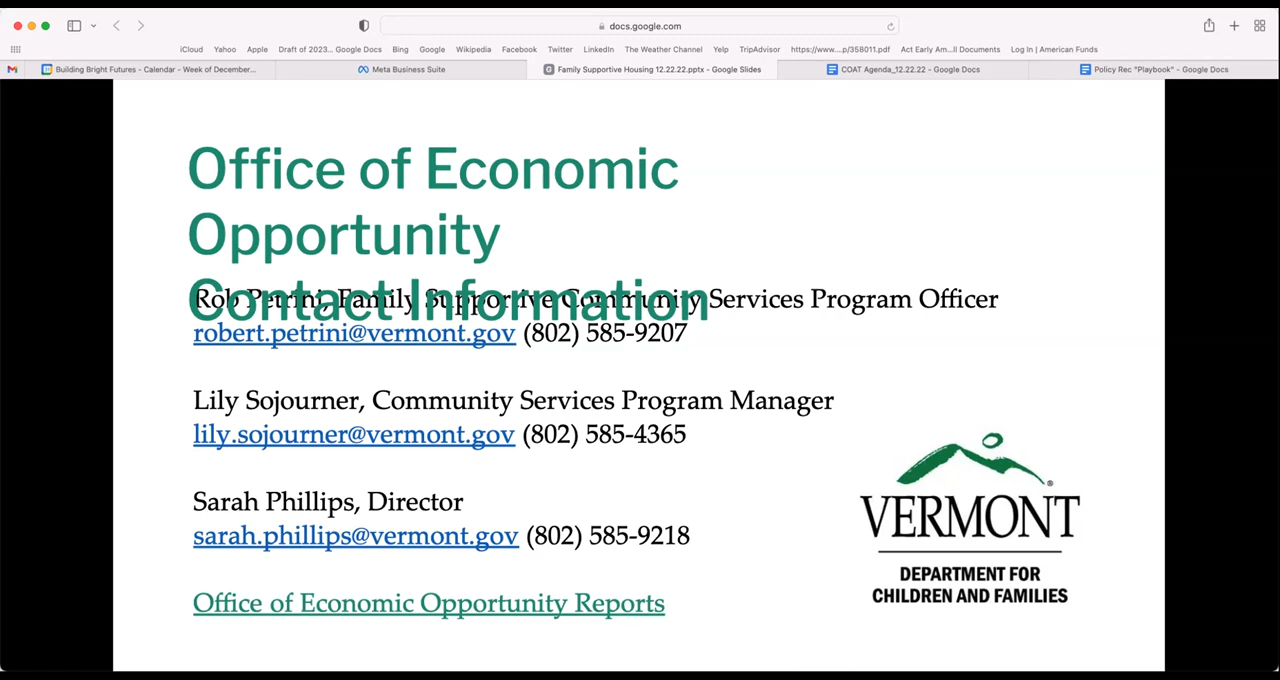 docs.google.com
iCloud Yahoo Apple Draft of 2023... Google Docs Bing Google Wikipedia Facebook Twitter LinkedIn The Weather Channel Yelp TripAdvisor https://www....p/358011.pdf Act Early Am...ll Documents Log In | American Funds
Building Bright Futures - Calendar - Week of December... Meta Business Suite Family Supportive Housing 12.22.22.pptx - Google Slides COAT Agenda_12.22.22 - Google Docs Policy Rec "Playbook" - Google Docs
Office of Economic
Opportunity
Contact Information
Rob Petrini, Family Supportive Community Services Program Officer
robert.petrini@vermont.gov (802) 585-9207
Lily Sojourner, Community Services Program Manager
lily.sojourner@vermont.gov (802) 585-4365
Sarah Phillips, Director
sarah.phillips@vermont.gov (802) 585-9218
Office of Economic Opportunity Reports
VERMONT
DEPARTMENT FOR
CHILDREN AND FAMILIES